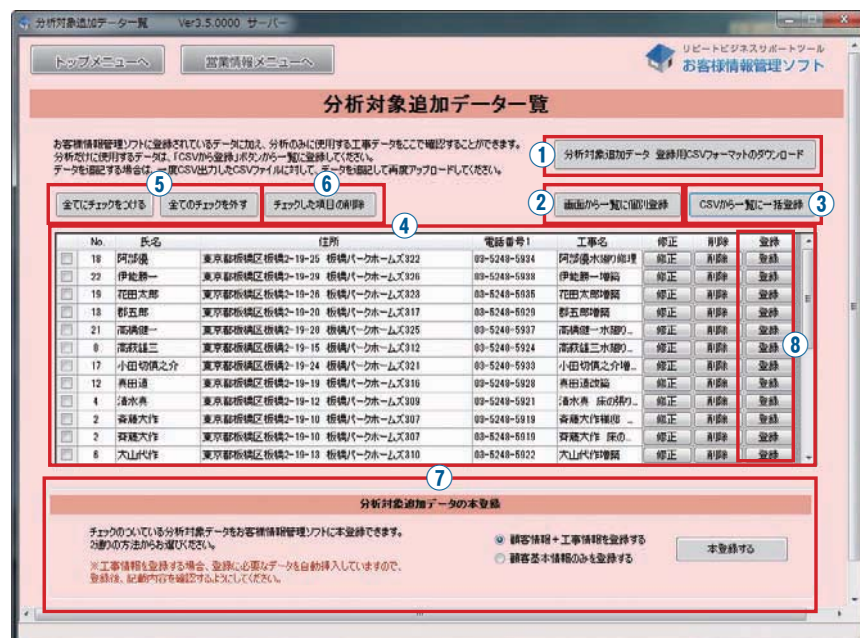 分析対象追加データ一覧 Ver3.5.0000 サーバー
トップメニューへ 営業情報メニューへ
リピートビジネスサポートツール
お客様情報管理ソフト
分析対象追加データ一覧
お客様情報管理ソフトに登録されているデータに加え、分析のみに使用する工事データをここで確認することができます。
分析だけに使用するデータは、「CSVから登録」ボタンから一覧に登録してください。
データを追記する場合は、一度CSV出力したCSVファイルに対して、データを追記して再度アップロードしてください。
① 分析対象追加データ 登録用CSVフォーマットのダウンロード
⑤ ⑥
全てにチェックをつける 全てのチェックを外す チェックした項目の削除 ② 画面から一覧に個別登録 CSVから一覧に一括登録 ③
④
No. 氏名 住所 電話番号1 工事名 修正 削除 登録
18 阿部優 東京都板橋区板橋2-19-25 板橋パークホームズ322 03-5248-5934 阿部優水廻り修理 修正 削除 登録
22 伊能勝一 東京都板橋区板橋2-19-29 板橋パークホームズ326 03-5248-5938 伊能勝一増築 修正 削除 登録
19 花田太郎 東京都板橋区板橋2-19-26 板橋パークホームズ323 03-5248-5935 花田太郎増築 修正 削除 登録
13 郡五郎 東京都板橋区板橋2-19-20 板橋パークホームズ317 03-5248-5929 郡五郎増築 修正 削除 登録
21 高橋健一 東京都板橋区板橋2-19-28 板橋パークホームズ325 03-5248-5937 高橋健一水廻り... 修正 削除 登録
8 高萩雄三 東京都板橋区板橋2-19-15 板橋パークホームズ312 03-5248-5924 高萩雄三水廻り... 修正 削除 登録
17 小田切慎之介 東京都板橋区板橋2-19-24 板橋パークホームズ321 03-5248-5933 小田切慎之介増... 修正 削除 登録
12 真田道 東京都板橋区板橋2-19-19 板橋パークホームズ316 03-5248-5928 真田道改築 修正 削除 登録
4 清水真 東京都板橋区板橋2-19-12 板橋パークホームズ309 03-5248-5921 清水真 床の張り... 修正 削除 登録
2 斉藤大作 東京都板橋区板橋2-19-10 板橋パークホームズ307 03-5248-5919 斉藤大作様邸 ... 修正 削除 登録
2 斉藤大作 東京都板橋区板橋2-19-10 板橋パークホームズ307 03-5248-5919 斉藤大作 床の... 修正 削除 登録
6 大山代作 東京都板橋区板橋2-19-13 板橋パークホームズ310 03-5248-5922 大山代作増築 修正 削除 登録
⑧
⑦
分析対象追加データの本登録
チェックのついている分析対象データをお客様情報管理ソフトに本登録できます。
2通りの方法からお選びください。
※工事情報を登録する場合、登録に必要なデータを自動挿入していますので、
登録後、記載内容を確認するようにしてください。
顧客情報+工事情報を登録する
顧客基本情報のみを登録する
本登録する